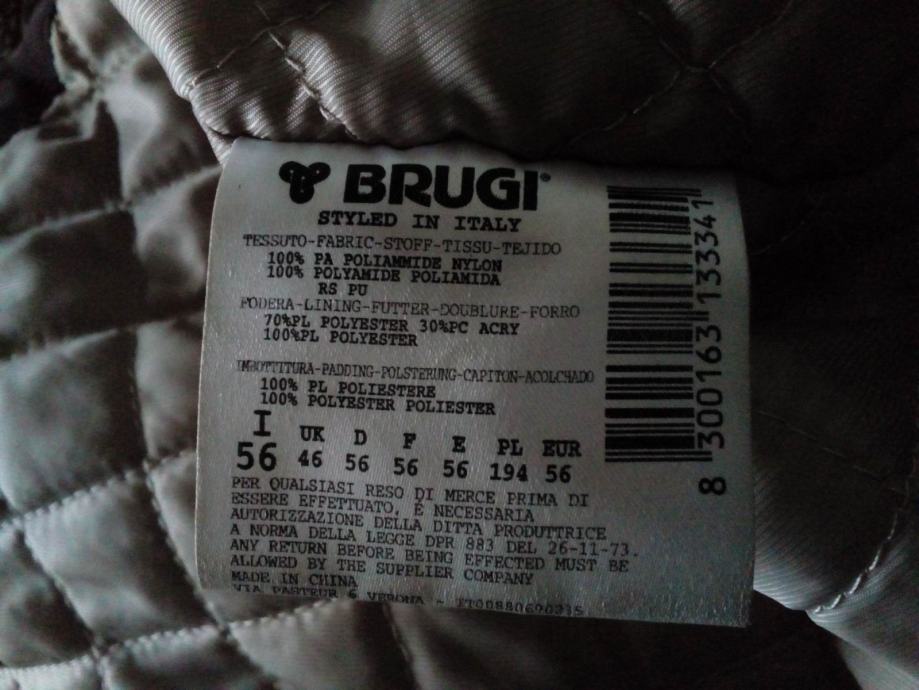 BRUGI
STYLED IN ITALY
TESSUTO-FABRIC-STOFF-TISSU-TEJIDO
100% PA POLIAMMIDE NYLON
100% POLYAMIDE POLIAMIDA
RS PU
FODERA-LINING-FUTTER-DOUBLURE-FORRO
70%PL POLYESTER 30%PC ACRY
100%PL POLYESTER
IMBOTTITURA-PADDING-POLSTERUNG-CAPITON-ACOLCHADO
100% PL POLIESTERE
100% POLYESTER POLIESTER
I UK D F E PL EUR
56 46 56 56 56 194 56
PER QUALSIASI RESO DI MERCE PRIMA DI
ESSERE EFFETTUATO, È NECESSARIA
AUTORIZZAZIONE DELLA DITTA PRODUTTRICE
A NORMA DELLA LEGGE DPR 883 DEL 26-11-73.
ANY RETURN BEFORE BEING EFFECTED MUST BE
ALLOWED BY THE SUPPLIER COMPANY
MADE IN CHINA
VIA PASTEUR 6 VERONA -
8 300163 133341